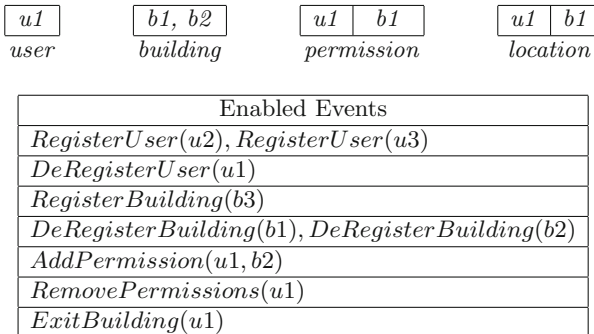 u1 b1, b2 u1 b1 u1 b1
user building permission location
Enabled Events
RegisterUser(u2), RegisterUser(u3)
DeRegisterUser(u1)
RegisterBuilding(b3)
DeRegisterBuilding(b1), DeRegisterBuilding(b2)
AddPermission(u1, b2)
RemovePermissions(u1)
ExitBuilding(u1)